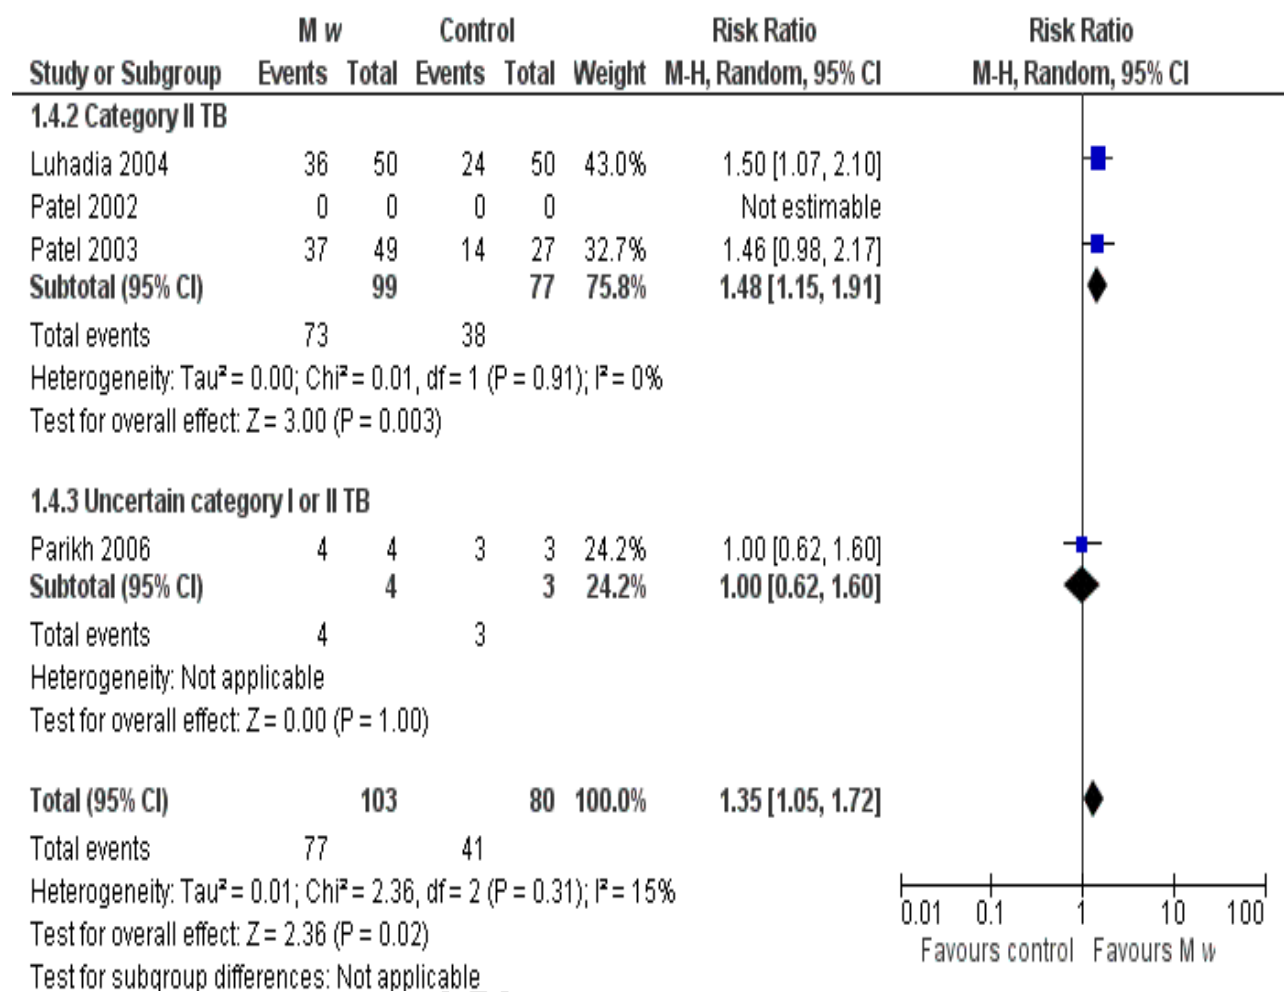 M w Control Risk Ratio Risk Ratio
Study or Subgroup Events Total Events Total Weight M-H, Random, 95% CI M-H, Random, 95% CI
1.4.2 Category II TB
Luhadia 2004 36 50 24 50 43.0% 1.50 [1.07, 2.10]
Patel 2002 0 0 0 0 Not estimable
Patel 2003 37 49 14 27 32.7% 1.46 [0.98, 2.17]
Subtotal (95% CI) 99 77 75.8% 1.48 [1.15, 1.91]
Total events 73 38
Heterogeneity: Tau² = 0.00; Chi² = 0.01, df = 1 (P = 0.91); I² = 0%
Test for overall effect: Z = 3.00 (P = 0.003)
1.4.3 Uncertain category I or II TB
Parikh 2006 4 4 3 3 24.2% 1.00 [0.62, 1.60]
Subtotal (95% CI) 4 3 24.2% 1.00 [0.62, 1.60]
Total events 4 3
Heterogeneity: Not applicable
Test for overall effect: Z = 0.00 (P = 1.00)
Total (95% CI) 103 80 100.0% 1.35 [1.05, 1.72]
Total events 77 41
Heterogeneity: Tau² = 0.01; Chi² = 2.36, df = 2 (P = 0.31); I² = 15%
Test for overall effect: Z = 2.36 (P = 0.02)
Test for subgroup differences: Not applicable
0.01 0.1 1 10 100
Favours control Favours M w